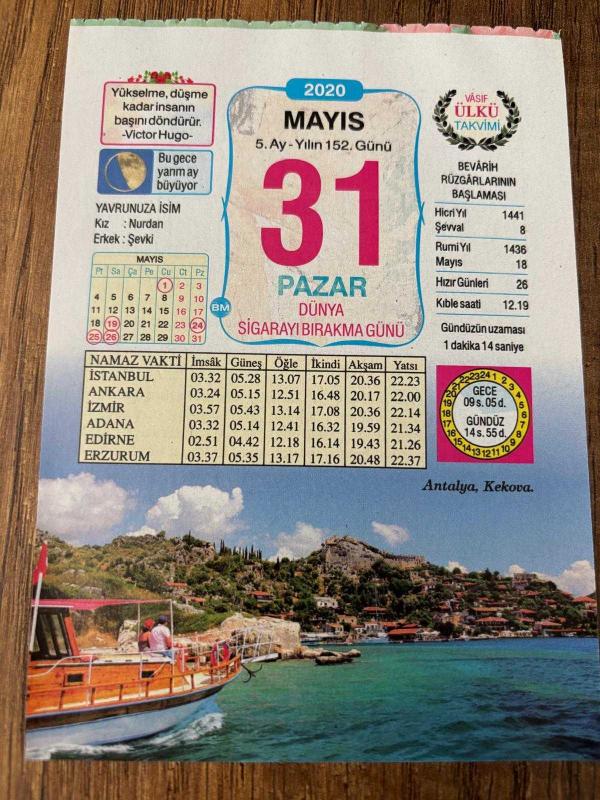 Yükselme, düşme
kadar insanın
başını döndürür.
-Victor Hugo-
Bu gece
yarım ay
büyüyor
YAVRUNUZA İSİM
Kız : Nurdan
Erkek : Şevki
MAYIS
Pt Sa Ça Pe Cu Ct Pz
1 2 3
4 5 6 7 8 9 10
11 12 13 14 15 16 17
18 19 20 21 22 23 24
25 26 27 28 29 30 31
2020
MAYIS
5. Ay - Yılın 152. Günü
31
PAZAR
DÜNYA
SİGARAYI BIRAKMA GÜNÜ
BM
VÂSIF
ÜLKÜ
TAKVİMİ
BEVÂRİH
RÜZGÂRLARININ
BAŞLAMASI
Hicri Yıl 1441
Şevval 8
Rumi Yıl 1436
Mayıs 18
Hızır Günleri 26
Kıble saati 12.19
Gündüzün uzaması
1 dakika 14 saniye
NAMAZ VAKTİ İmsâk Güneş Öğle İkindi Akşam Yatsı
İSTANBUL 03.32 05.28 13.07 17.05 20.36 22.23
ANKARA 03.24 05.15 12.51 16.48 20.17 22.00
İZMİR 03.57 05.43 13.14 17.08 20.36 22.14
ADANA 03.32 05.14 12.41 16.32 19.59 21.34
EDİRNE 02.51 04.42 12.18 16.14 19.43 21.26
ERZURUM 03.37 05.35 13.17 17.16 20.48 22.37
GECE
09 s. 05 d.
GÜNDÜZ
14 s. 55 d.
Antalya, Kekova.